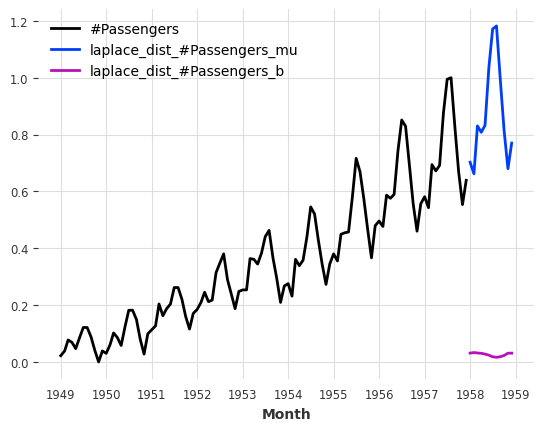 #Passengers
laplace_dist_#Passengers_mu
laplace_dist_#Passengers_b
1.2
1.0
0.8
0.6
0.4
0.2
0.0
1949 1950 1951 1952 1953 1954 1955 1956 1957 1958 1959
Month